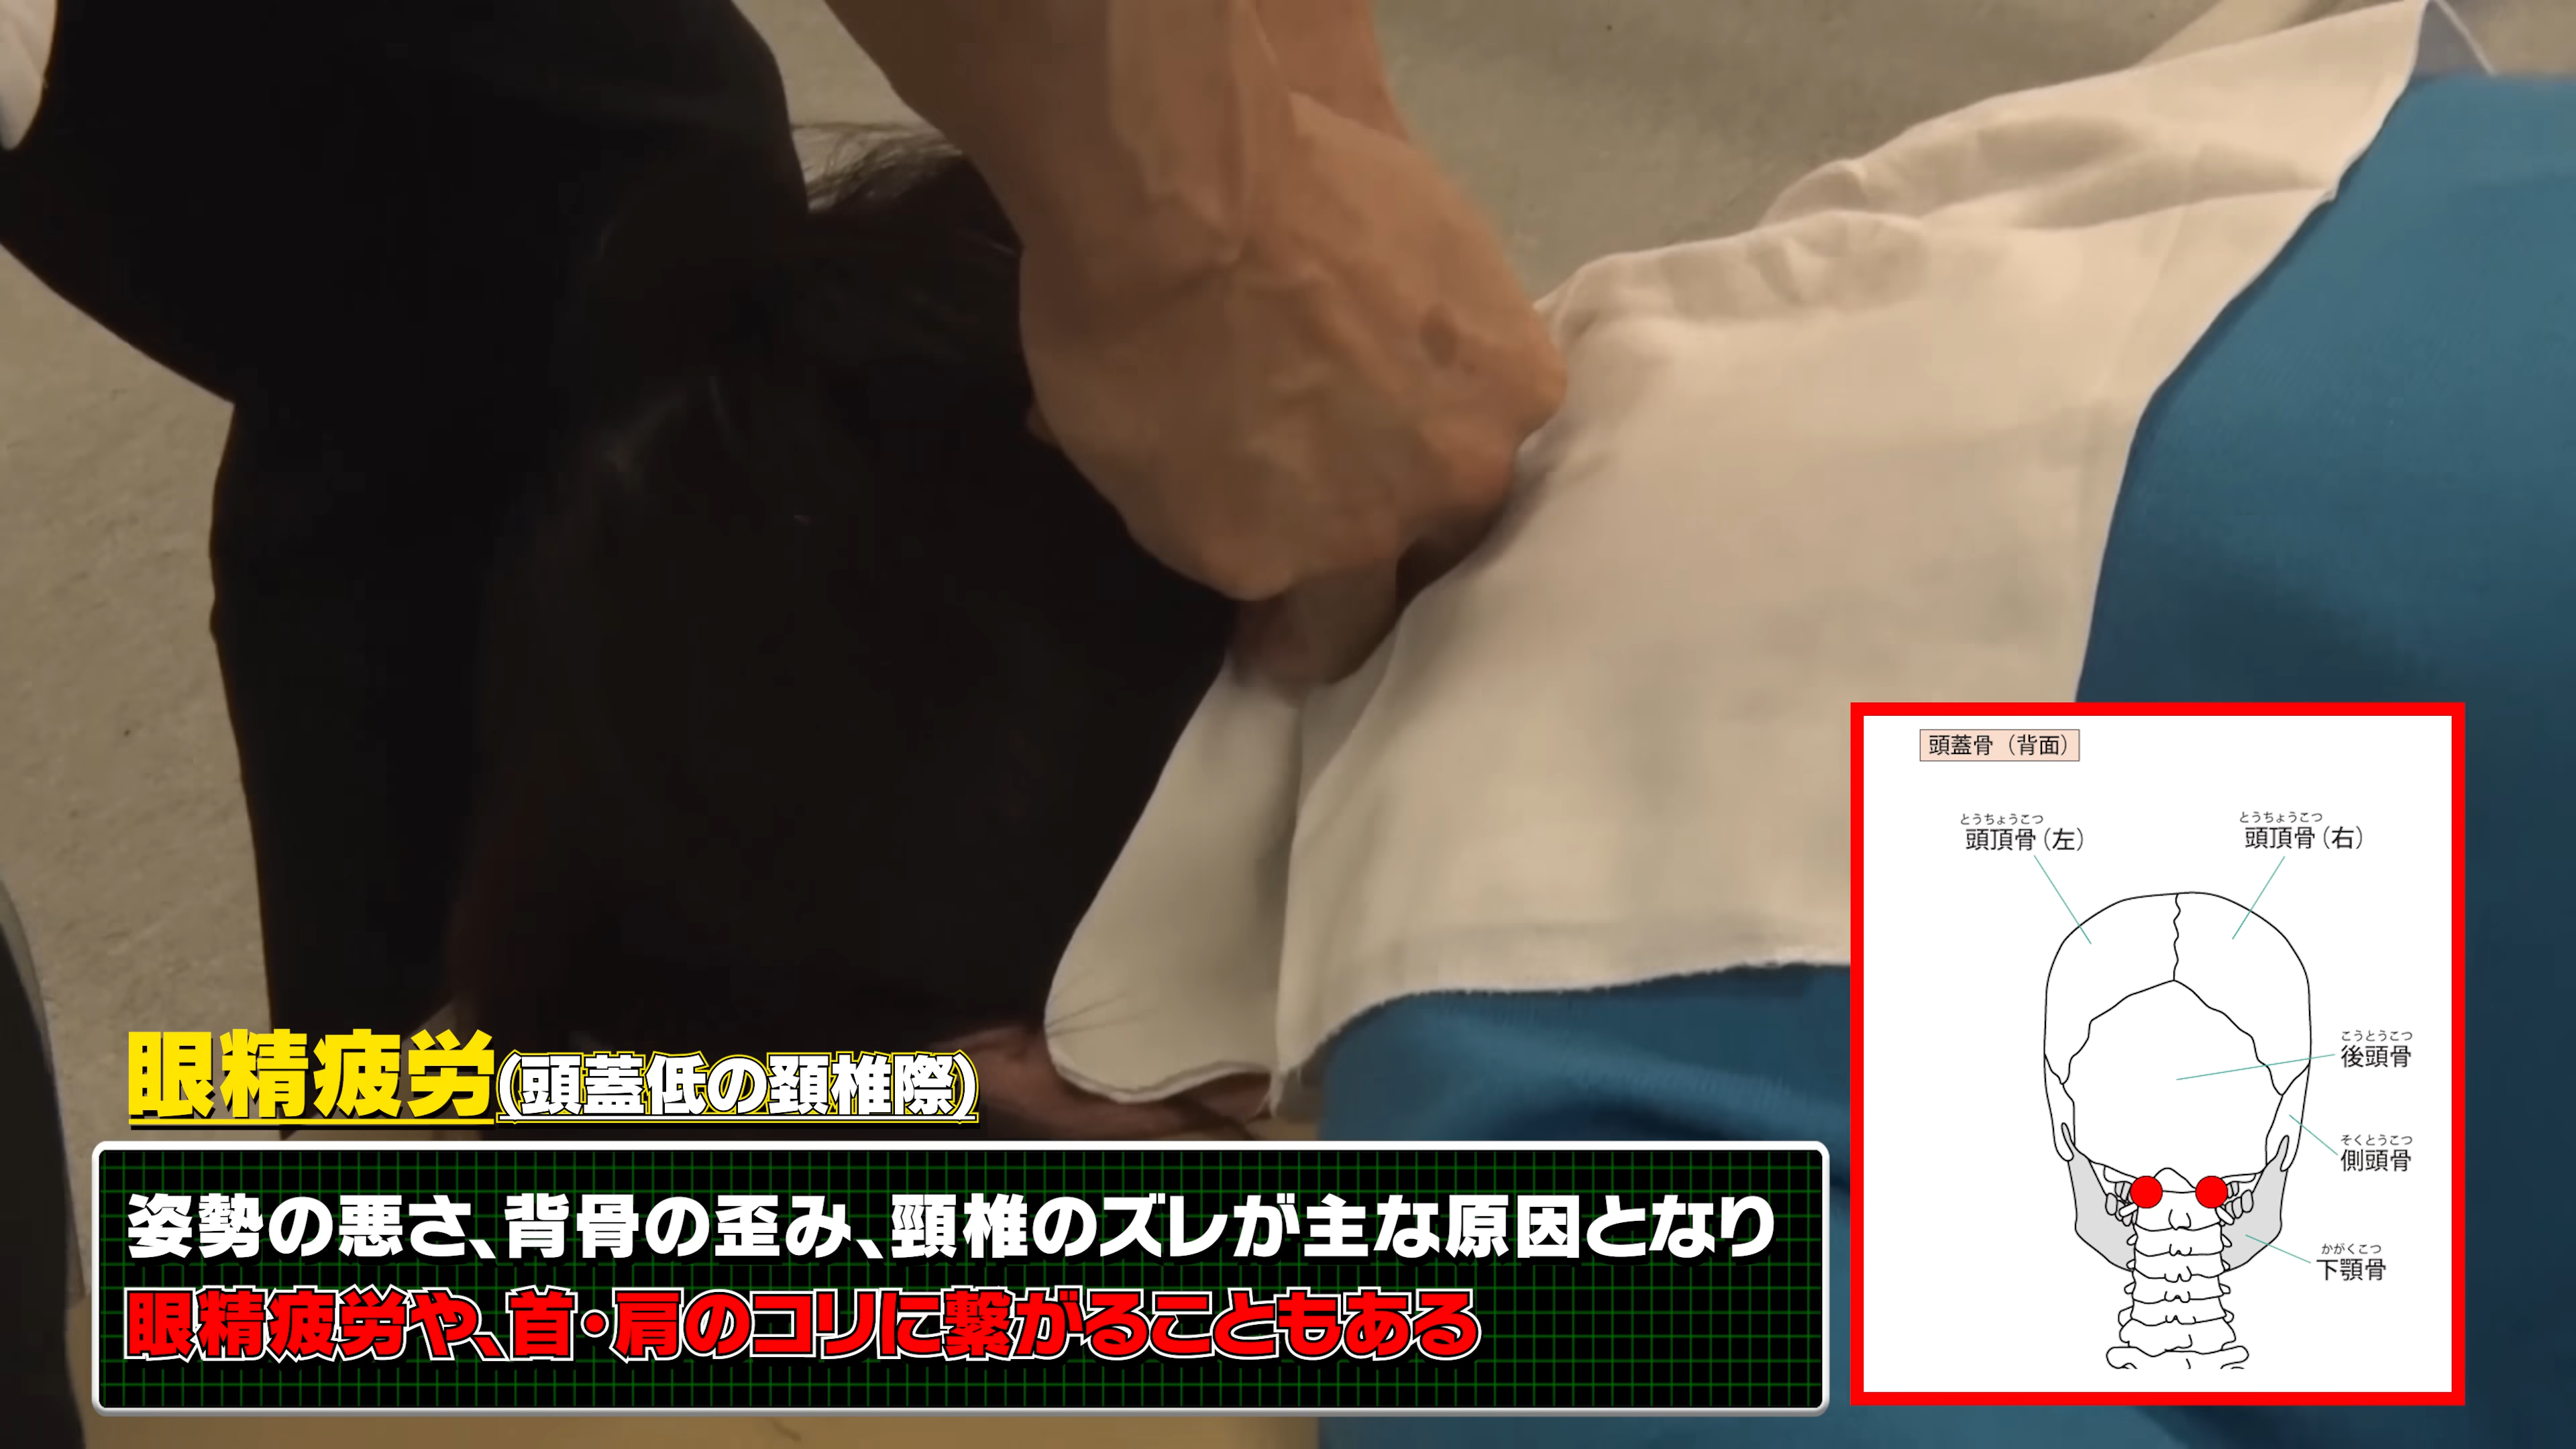 眼精疲労(頭蓋低の頚椎際)
姿勢の悪さ、背骨の歪み、頸椎のズレが主な原因となり
眼精疲労や、首・肩のコリに繋がることもある
頭蓋骨（背面）
とうちょうこつ
頭頂骨（左）
とうちょうこつ
頭頂骨（右）
こうとうこつ
後頭骨
そくとうこつ
側頭骨
かがくこつ
下顎骨